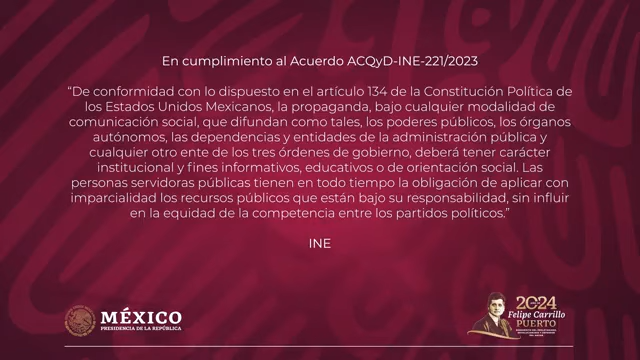 En cumplimiento al Acuerdo ACQyD-INE-221/2023
“De conformidad con lo dispuesto en el artículo 134 de la Constitución Política de
los Estados Unidos Mexicanos, la propaganda, bajo cualquier modalidad de
comunicación social, que difundan como tales, los poderes públicos, los órganos
autónomos, las dependencias y entidades de la administración pública y
cualquier otro ente de los tres órdenes de gobierno, deberá tener carácter
institucional y fines informativos, educativos o de orientación social. Las
personas servidoras públicas tienen en todo tiempo la obligación de aplicar con
imparcialidad los recursos públicos que están bajo su responsabilidad, sin influir
en la equidad de la competencia entre los partidos políticos.”
INE
MÉXICO
PRESIDENCIA DE LA REPÚBLICA
2024
Felipe Carrillo
PUERTO